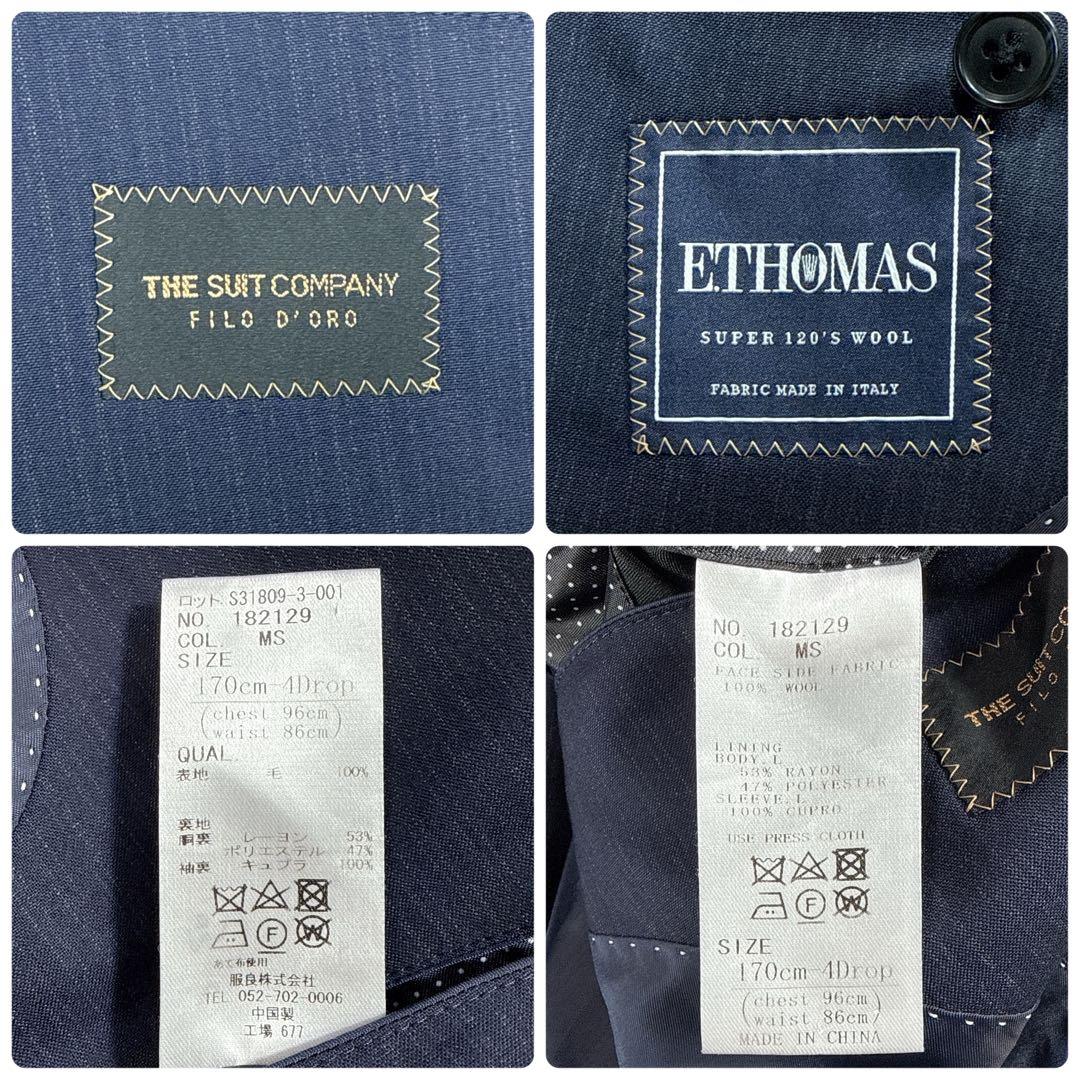 THE SUIT COMPANY
FILO D'ORO
E.THOMAS
SUPER 120'S WOOL
FABRIC MADE IN ITALY
ロット. S31809-3-001
NO. 182129
COL. MS
SIZE
170cm-4Drop
(chest 96cm
waist 86cm)
QUAL.
表地 毛 100%
裏地
胴裏 レーヨン 53%
ポリエステル 47%
袖裏 キュプラ 100%
F
W
あて布使用
服良株式会社
TEL 052-702-0006
中国製
工場 677
NO. 182129
COL. MS
FACE SIDE FABRIC
100% WOOL
LINING
BODY.L
53% RAYON
47% POLYESTER
SLEEVE.L
100% CUPRO
USE PRESS CLOTH
F
W
SIZE
170cm-4Drop
(chest 96cm
waist 86cm)
MADE IN CHINA
THE SUIT CO
FILO